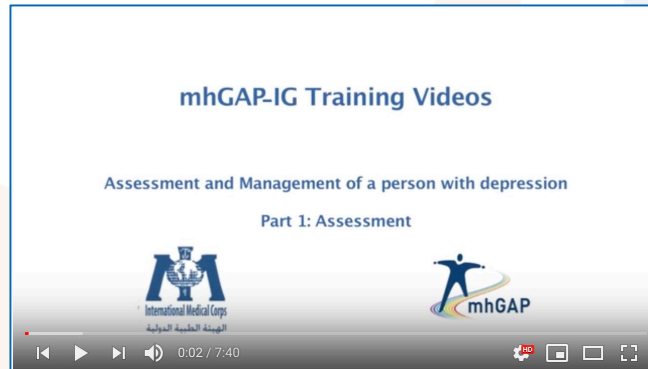 mhGAP-IG Training Videos
Assessment and Management of a person with depression
Part 1: Assessment
International Medical Corps
الهيئة الطبية الدولية
mhGAP
0:02 / 7:40
HD